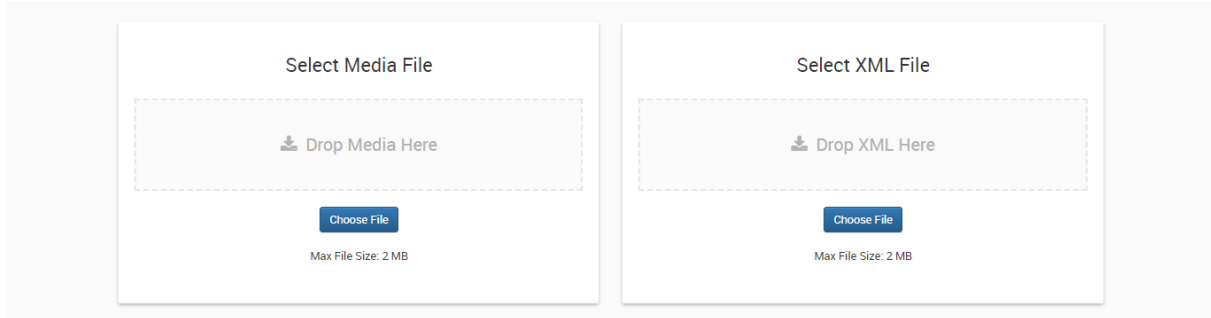 Select Media File
Drop Media Here
Choose File
Max File Size: 2 MB
Select XML File
Drop XML Here
Choose File
Max File Size: 2 MB